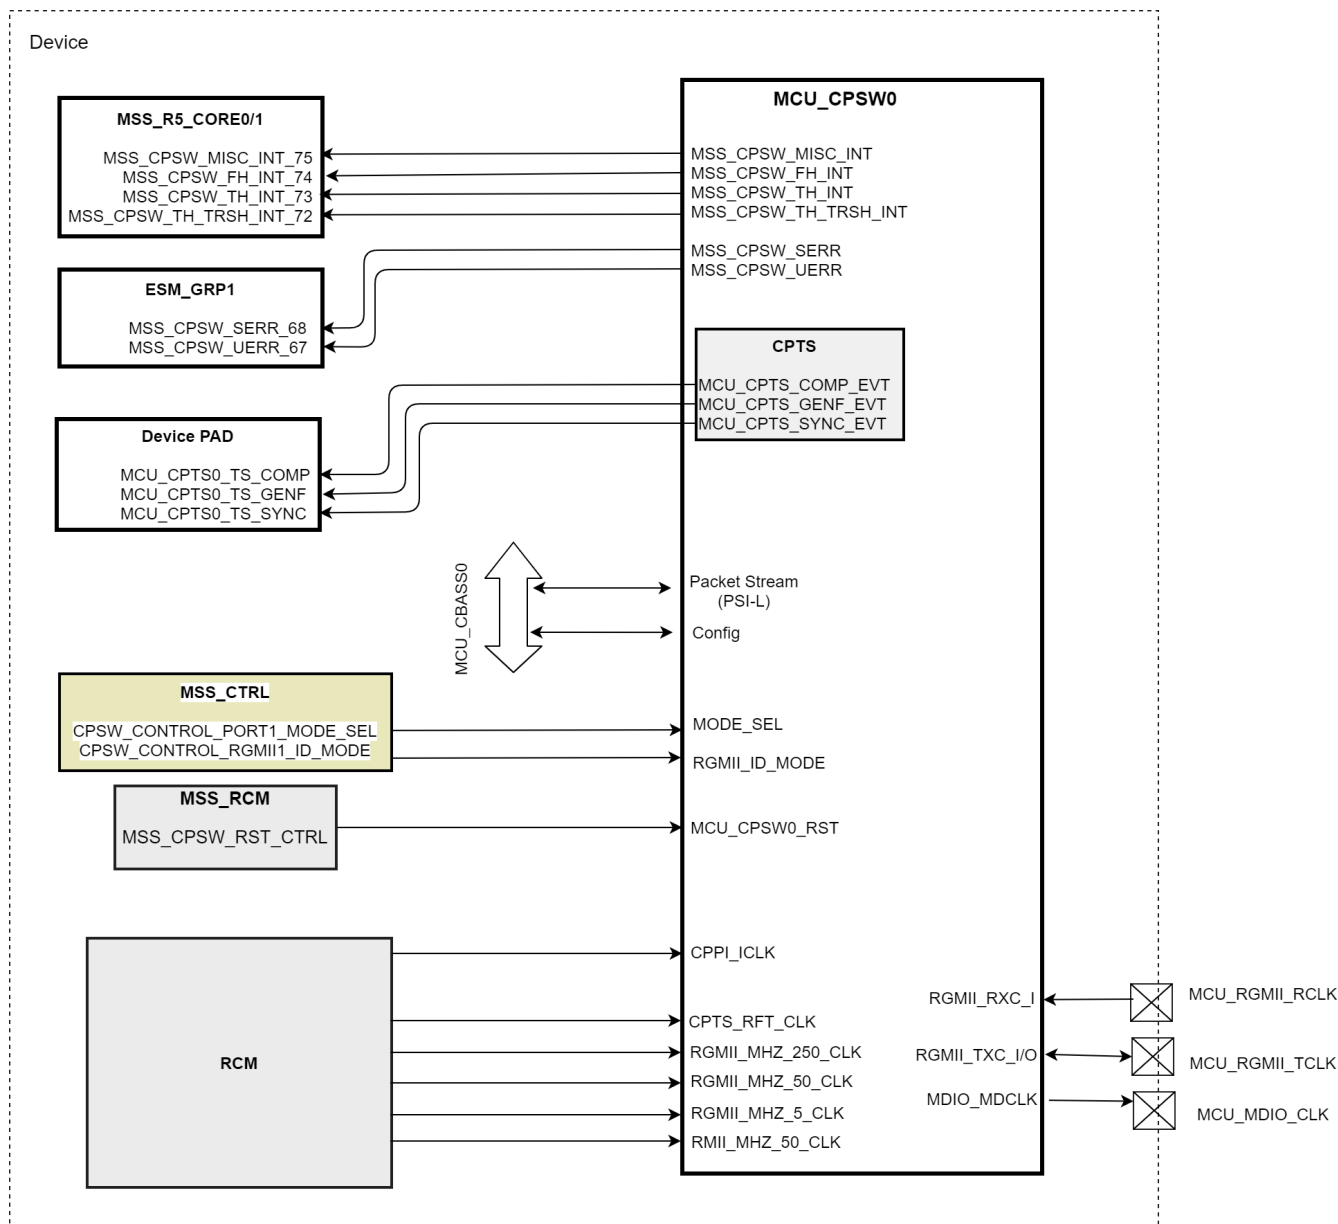 Device
MCU_CPSW0
MSS_R5_CORE0/1
MSS_CPSW_MISC_INT_75
MSS_CPSW_FH_INT_74
MSS_CPSW_TH_INT_73
MSS_CPSW_TH_TRSH_INT_72
MSS_CPSW_MISC_INT
MSS_CPSW_FH_INT
MSS_CPSW_TH_INT
MSS_CPSW_TH_TRSH_INT
MSS_CPSW_SERR
MSS_CPSW_UERR
ESM_GRP1
MSS_CPSW_SERR_68
MSS_CPSW_UERR_67
CPTS
MCU_CPTS_COMP_EVT
MCU_CPTS_GENF_EVT
MCU_CPTS_SYNC_EVT
Device PAD
MCU_CPTS0_TS_COMP
MCU_CPTS0_TS_GENF
MCU_CPTS0_TS_SYNC
MCU_CBASS0
Packet Stream
(PSI-L)
Config
MSS_CTRL
CPSW_CONTROL_PORT1_MODE_SEL
CPSW_CONTROL_RGMII1_ID_MODE
MODE_SEL
RGMII_ID_MODE
MSS_RCM
MSS_CPSW_RST_CTRL
MCU_CPSW0_RST
RCM
CPPI_ICLK
CPTS_RFT_CLK
RGMII_MHZ_250_CLK
RGMII_MHZ_50_CLK
RGMII_MHZ_5_CLK
RMII_MHZ_50_CLK
RGMII_RXC_I
RGMII_TXC_I/O
MDIO_MDCLK
MCU_RGMII_RCLK
MCU_RGMII_TCLK
MCU_MDIO_CLK